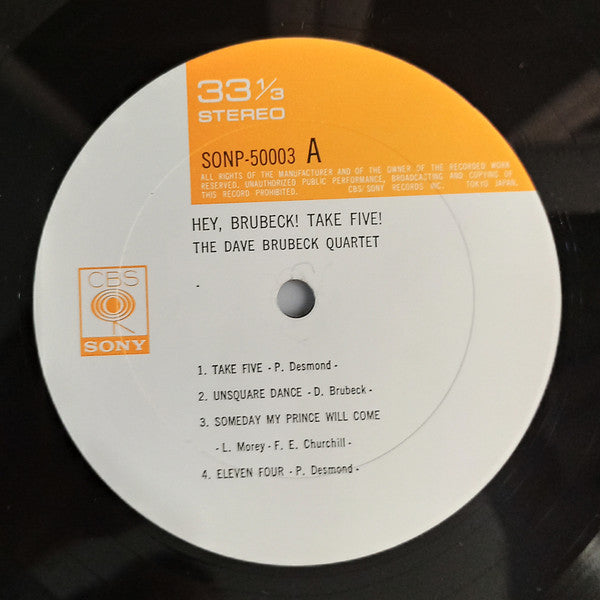 33 1/3
STEREO
SONP-50003 A
ALL RIGHTS OF THE MANUFACTURER AND OF THE OWNER OF THE RECORDED WORK
RESERVED. UNAUTHORIZED PUBLIC PERFORMANCE, BROADCASTING AND COPYING OF
THIS RECORD PROHIBITED. CBS/SONY RECORDS INC. TOKYO JAPAN.
HEY, BRUBECK! TAKE FIVE!
THE DAVE BRUBECK QUARTET
CBS
SONY
1. TAKE FIVE - P. Desmond -
2. UNSQUARE DANCE - D. Brubeck -
3. SOMEDAY MY PRINCE WILL COME
- L. Morey - F. E. Churchill -
4. ELEVEN FOUR - P. Desmond -